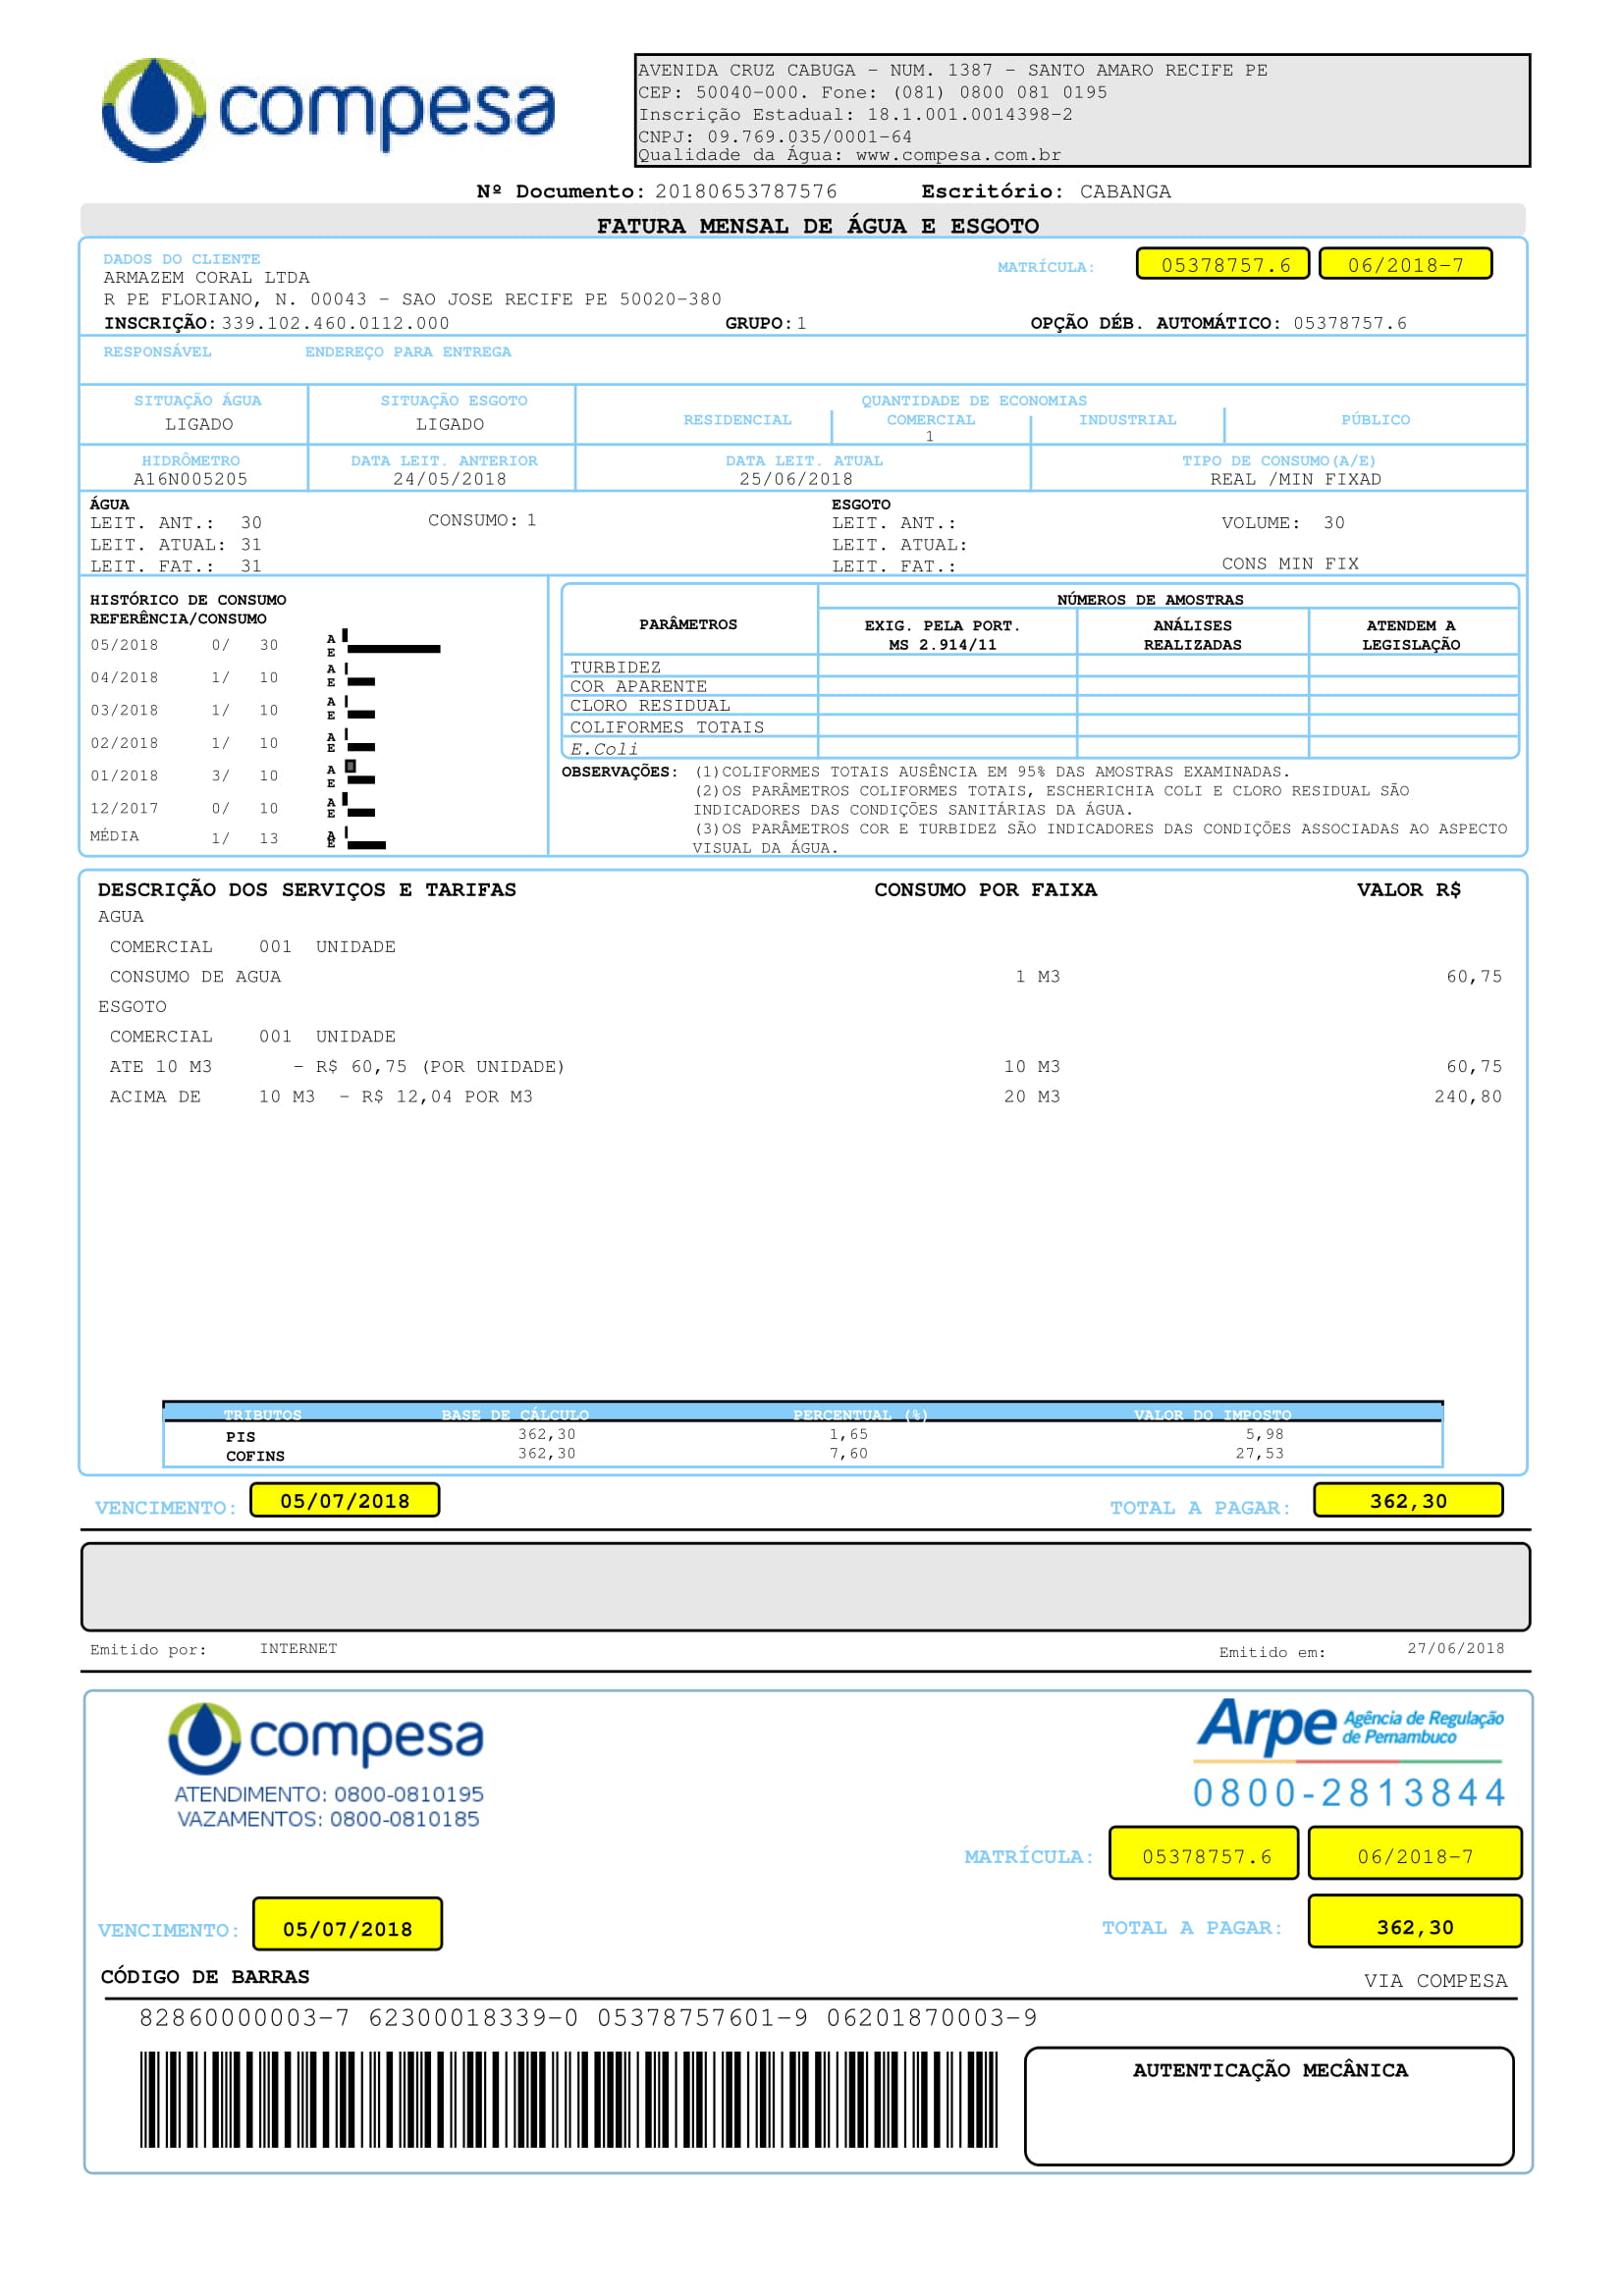 compesa
AVENIDA CRUZ CABUGA - NUM. 1387 - SANTO AMARO RECIFE PE
CEP: 50040-000. Fone: (081) 0800 081 0195
Inscrição Estadual: 18.1.001.0014398-2
CNPJ: 09.769.035/0001-64
Qualidade da Água: www.compesa.com.br
Nº Documento: 20180653787576 Escritório: CABANGA
FATURA MENSAL DE ÁGUA E ESGOTO
DADOS DO CLIENTE
ARMAZEM CORAL LTDA
MATRÍCULA: 05378757.6 06/2018-7
R PE FLORIANO, N. 00043 - SAO JOSE RECIFE PE 50020-380
INSCRIÇÃO: 339.102.460.0112.000 GRUPO: 1 OPÇÃO DÉB. AUTOMÁTICO: 05378757.6
RESPONSÁVEL ENDEREÇO PARA ENTREGA
SITUAÇÃO ÁGUA SITUAÇÃO ESGOTO QUANTIDADE DE ECONOMIAS
LIGADO LIGADO RESIDENCIAL COMERCIAL INDUSTRIAL PÚBLICO
1
HIDRÔMETRO DATA LEIT. ANTERIOR DATA LEIT. ATUAL TIPO DE CONSUMO(A/E)
A16N005205 24/05/2018 25/06/2018 REAL /MIN FIXAD
ÁGUA ESGOTO
LEIT. ANT.: 30 CONSUMO: 1 LEIT. ANT.: VOLUME: 30
LEIT. ATUAL: 31 LEIT. ATUAL:
LEIT. FAT.: 31 LEIT. FAT.: CONS MIN FIX
HISTÓRICO DE CONSUMO
REFERÊNCIA/CONSUMO
05/2018 0/ 30 A E
04/2018 1/ 10 A E
03/2018 1/ 10 A E
02/2018 1/ 10 A E
01/2018 3/ 10 A E
12/2017 0/ 10 A E
MÉDIA 1/ 13 A E
NÚMEROS DE AMOSTRAS
PARÂMETROS EXIG. PELA PORT. ANÁLISES ATENDEM A
MS 2.914/11 REALIZADAS LEGISLAÇÃO
TURBIDEZ
COR APARENTE
CLORO RESIDUAL
COLIFORMES TOTAIS
E.Coli
OBSERVAÇÕES: (1)COLIFORMES TOTAIS AUSÊNCIA EM 95% DAS AMOSTRAS EXAMINADAS.
(2)OS PARÂMETROS COLIFORMES TOTAIS, ESCHERICHIA COLI E CLORO RESIDUAL SÃO
INDICADORES DAS CONDIÇÕES SANITÁRIAS DA ÁGUA.
(3)OS PARÂMETROS COR E TURBIDEZ SÃO INDICADORES DAS CONDIÇÕES ASSOCIADAS AO ASPECTO
VISUAL DA ÁGUA.
DESCRIÇÃO DOS SERVIÇOS E TARIFAS CONSUMO POR FAIXA VALOR R$
AGUA
COMERCIAL 001 UNIDADE
CONSUMO DE AGUA 1 M3 60,75
ESGOTO
COMERCIAL 001 UNIDADE
ATE 10 M3 - R$ 60,75 (POR UNIDADE) 10 M3 60,75
ACIMA DE 10 M3 - R$ 12,04 POR M3 20 M3 240,80
TRIBUTOS BASE DE CÁLCULO PERCENTUAL (%) VALOR DO IMPOSTO
PIS 362,30 1,65 5,98
COFINS 362,30 7,60 27,53
VENCIMENTO: 05/07/2018 TOTAL A PAGAR: 362,30
Emitido por: INTERNET Emitido em: 27/06/2018
compesa
ATENDIMENTO: 0800-0810195
VAZAMENTOS: 0800-0810185
Arpe Agência de Regulação
de Pernambuco
0800-2813844
MATRÍCULA: 05378757.6 06/2018-7
VENCIMENTO: 05/07/2018 TOTAL A PAGAR: 362,30
CÓDIGO DE BARRAS VIA COMPESA
82860000003-7 62300018339-0 05378757601-9 06201870003-9
AUTENTICAÇÃO MECÂNICA